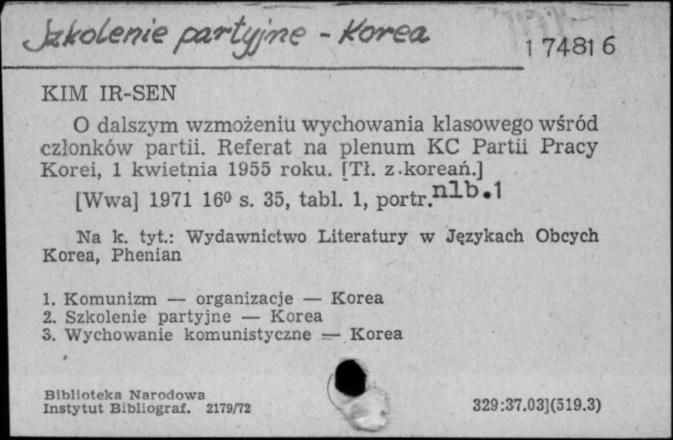 Szkolenie partyjne - Korea
1 74816
KIM IR-SEN
O dalszym wzmożeniu wychowania klasowego wśród
członków partii. Referat na plenum KC Partii Pracy
Korei, 1 kwietnia 1955 roku. [Tł. z koreań.]
[Wwa] 1971 16⁰ s. 35, tabl. 1, portr. nlb. 1
Na k. tyt.: Wydawnictwo Literatury w Językach Obcych
Korea, Phenian
1. Komunizm — organizacje — Korea
2. Szkolenie partyjne — Korea
3. Wychowanie komunistyczne — Korea
Biblioteka Narodowa
Instytut Bibliograf. 2179/72
329:37.03](519.3)